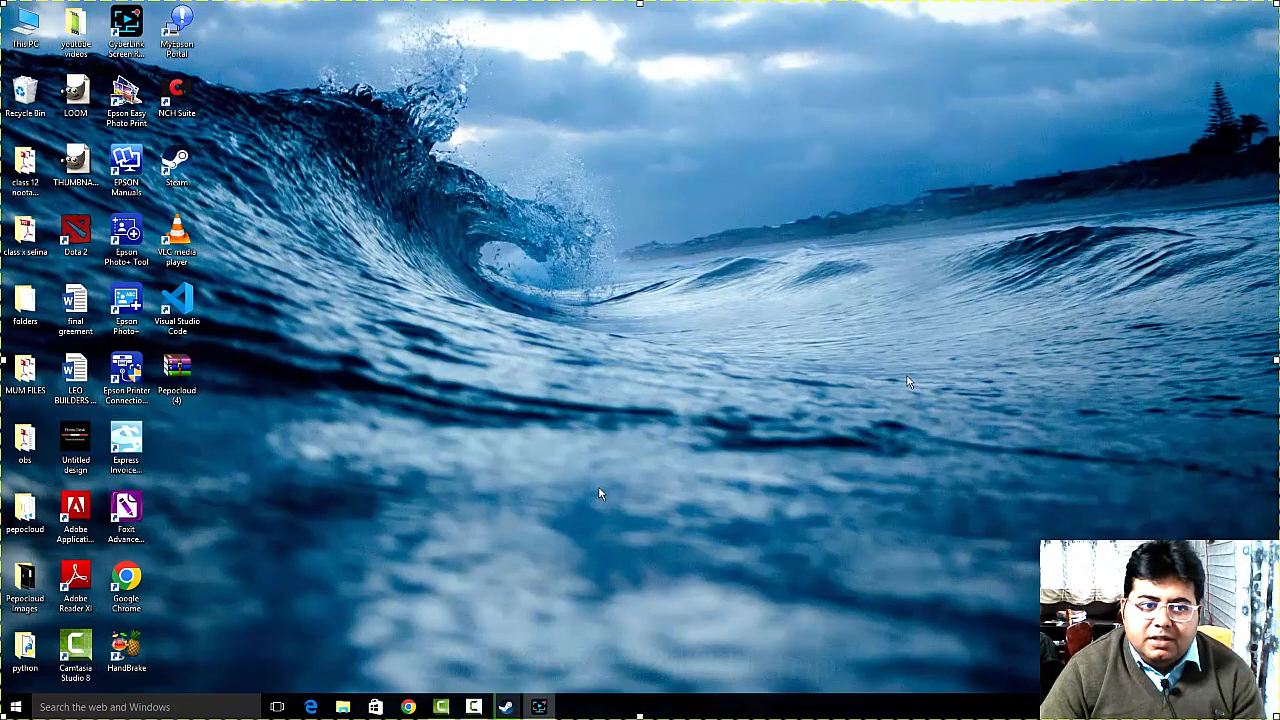 This PC
youtube
videos
CyberLink
Screen R...
MyEpson
Portal
Recycle Bin
LOOM
Epson Easy
Photo Print
NCH Suite
class 12
noota...
THUMBNA...
EPSON
Manuals
Steam
class x selina
Dota 2
Epson
Photo+ Tool
VLC media
player
folders
final
greement
Epson
Photo+
Visual Studio
Code
MUM FILES
LEO
BUILDERS ...
Epson Printer
Connectio...
Pepocloud
(4)
obs
Untitled
design
Express
Invoice...
pepocloud
Adobe
Applicati...
Foxit
Advance...
Pepocloud
Images
Adobe
Reader XI
Google
Chrome
python
Camtasia
Studio 8
HandBrake
Search the web and Windows